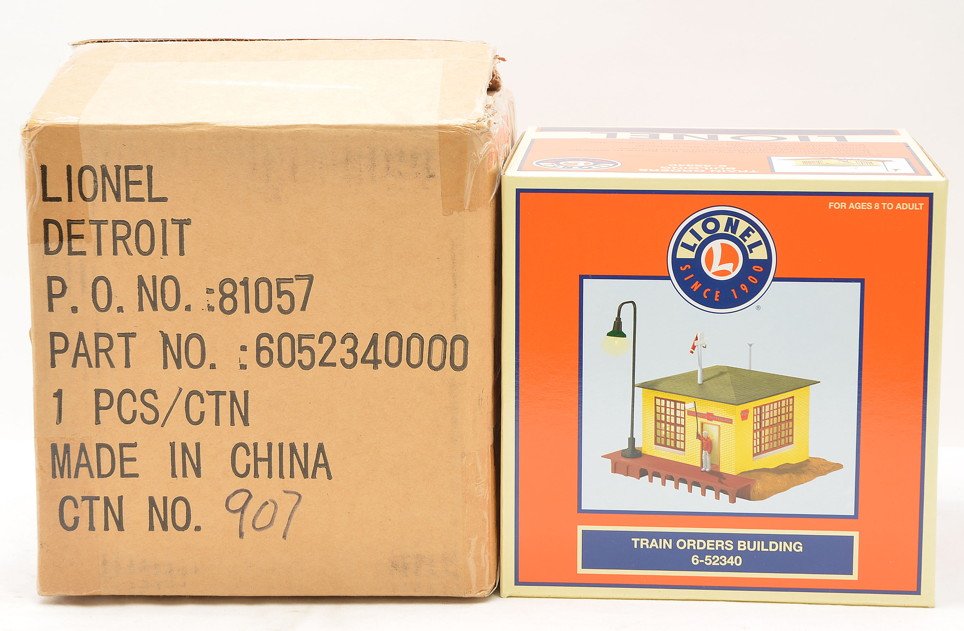 LIONEL
DETROIT
P.O. NO.:81057
PART NO.:6052340000
1 PCS/CTN
MADE IN CHINA
CTN NO. 907
LIONEL
FOR AGES 8 TO ADULT
LIONEL
L
SINCE 1900
®
TRAIN ORDERS BUILDING
6-52340